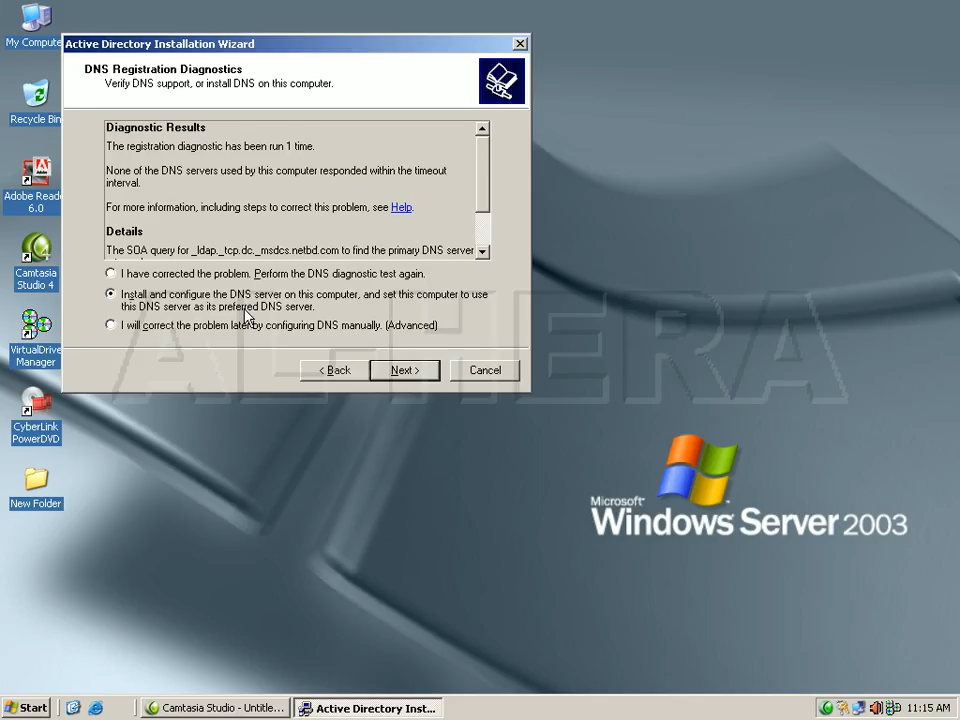 My Compute
Recycle Bin
Adobe Read
6.0
Camtasia
Studio 4
VirtualDrive
Manager
CyberLink
PowerDVD
New Folder
Active Directory Installation Wizard
DNS Registration Diagnostics
Verify DNS support, or install DNS on this computer.
Diagnostic Results
The registration diagnostic has been run 1 time.
None of the DNS servers used by this computer responded within the timeout
interval.
For more information, including steps to correct this problem, see Help.
Details
The SOA query for _ldap._tcp.dc._msdcs.netbd.com to find the primary DNS server
I have corrected the problem. Perform the DNS diagnostic test again.
Install and configure the DNS server on this computer, and set this computer to use
this DNS server as its preferred DNS server.
I will correct the problem later by configuring DNS manually. (Advanced)
< Back
Next >
Cancel
Microsoft
Windows Server 2003
Start
Camtasia Studio - Untitle...
Active Directory Inst...
11:15 AM